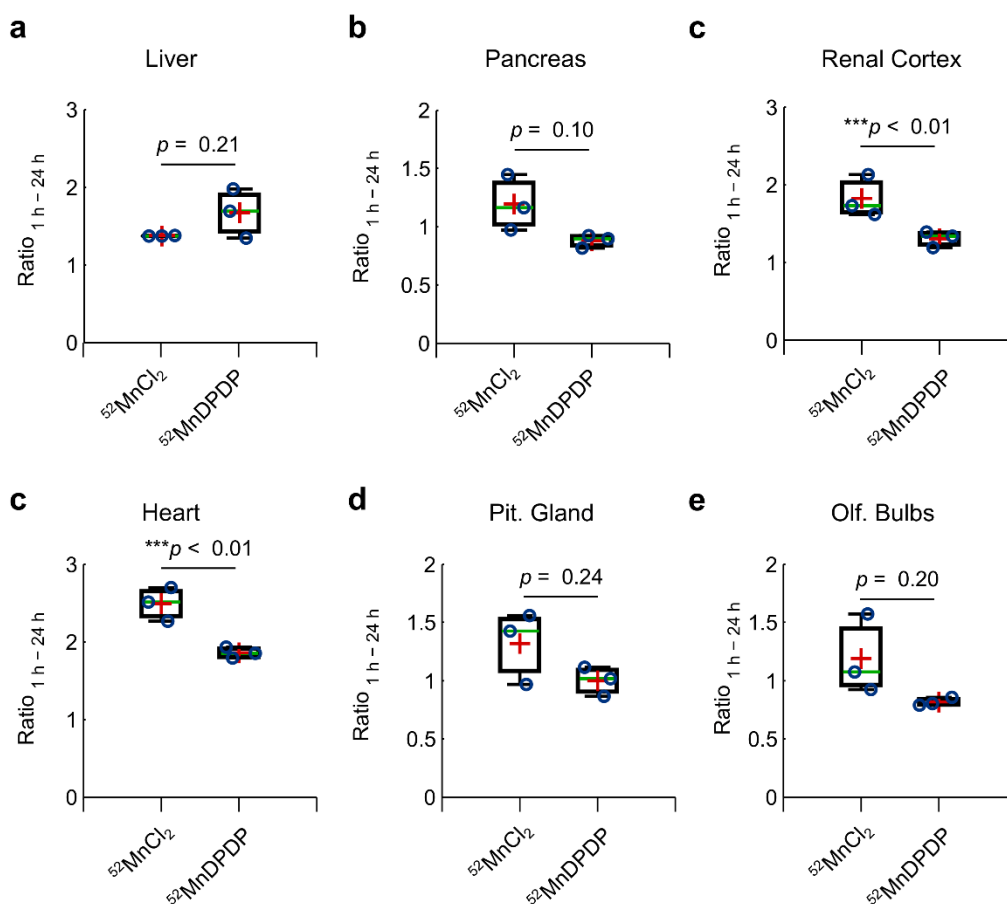 a
Liver
3
2
1
0
Ratio 1 h – 24 h
p = 0.21
⁵²MnCl₂
⁵²MnDPDP
b
Pancreas
2
1.5
1
0.5
0
Ratio 1 h – 24 h
p = 0.10
⁵²MnCl₂
⁵²MnDPDP
c
Renal Cortex
3
2
1
0
Ratio 1 h – 24 h
***p < 0.01
⁵²MnCl₂
⁵²MnDPDP
c
Heart
3
2
1
0
Ratio 1 h – 24 h
***p < 0.01
⁵²MnCl₂
⁵²MnDPDP
d
Pit. Gland
2
1.5
1
0.5
0
Ratio 1 h – 24 h
p = 0.24
⁵²MnCl₂
⁵²MnDPDP
e
Olf. Bulbs
2
1.5
1
0.5
0
Ratio 1 h – 24 h
p = 0.20
⁵²MnCl₂
⁵²MnDPDP